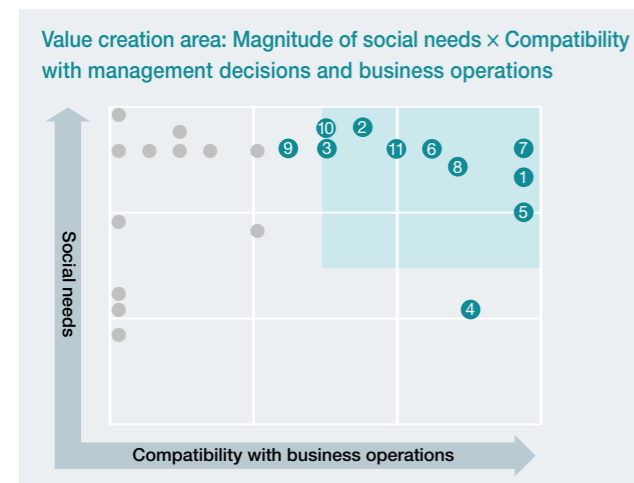 Value creation area: Magnitude of social needs × Compatibility
with management decisions and business operations
10
2
9
3
11
6
7
8
1
5
4
Social needs
Compatibility with business operations